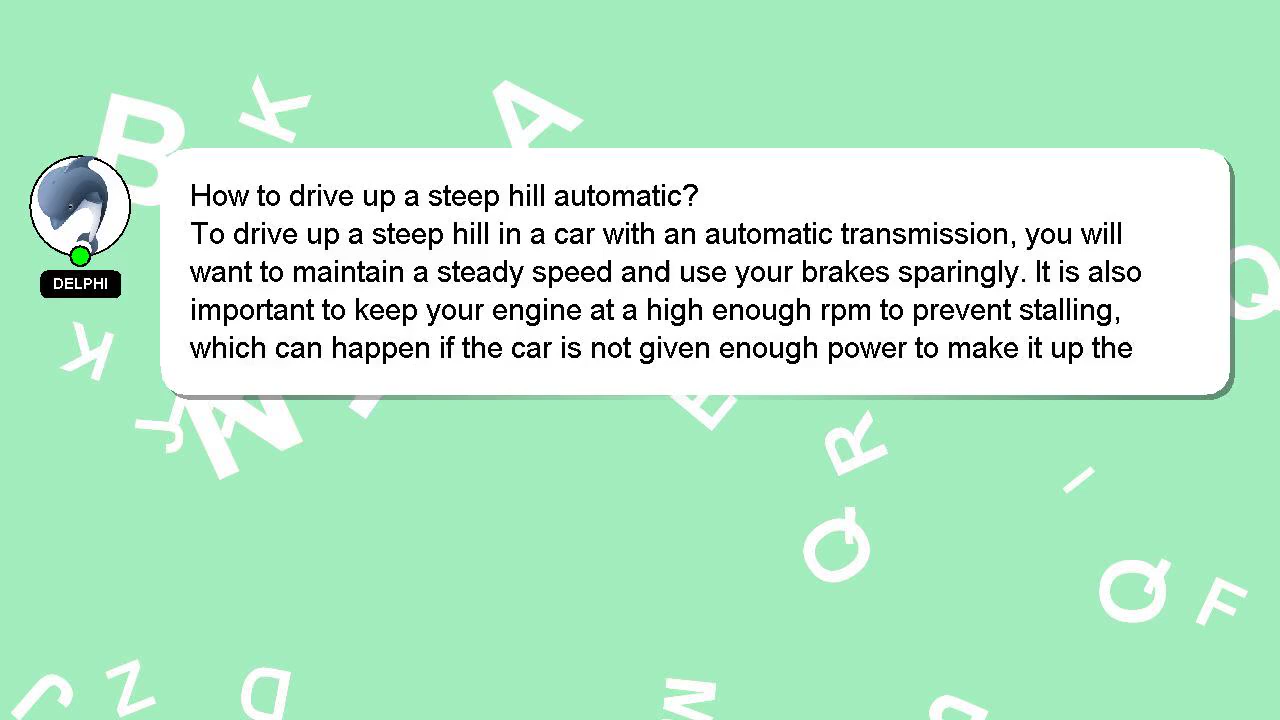 B
K
A
How to drive up a steep hill automatic?
To drive up a steep hill in a car with an automatic transmission, you will
want to maintain a steady speed and use your brakes sparingly. It is also
important to keep your engine at a high enough rpm to prevent stalling,
which can happen if the car is not given enough power to make it up the
DELPHI
Q
K
N
E
R
I
Q
Q
F
J
Z
D
M